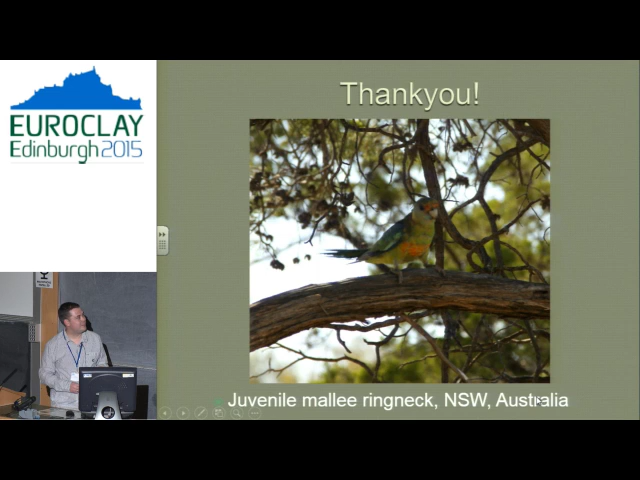 EUROCLAY
Edinburgh 2015
Thankyou!
Juvenile mallee ringneck, NSW, Australia